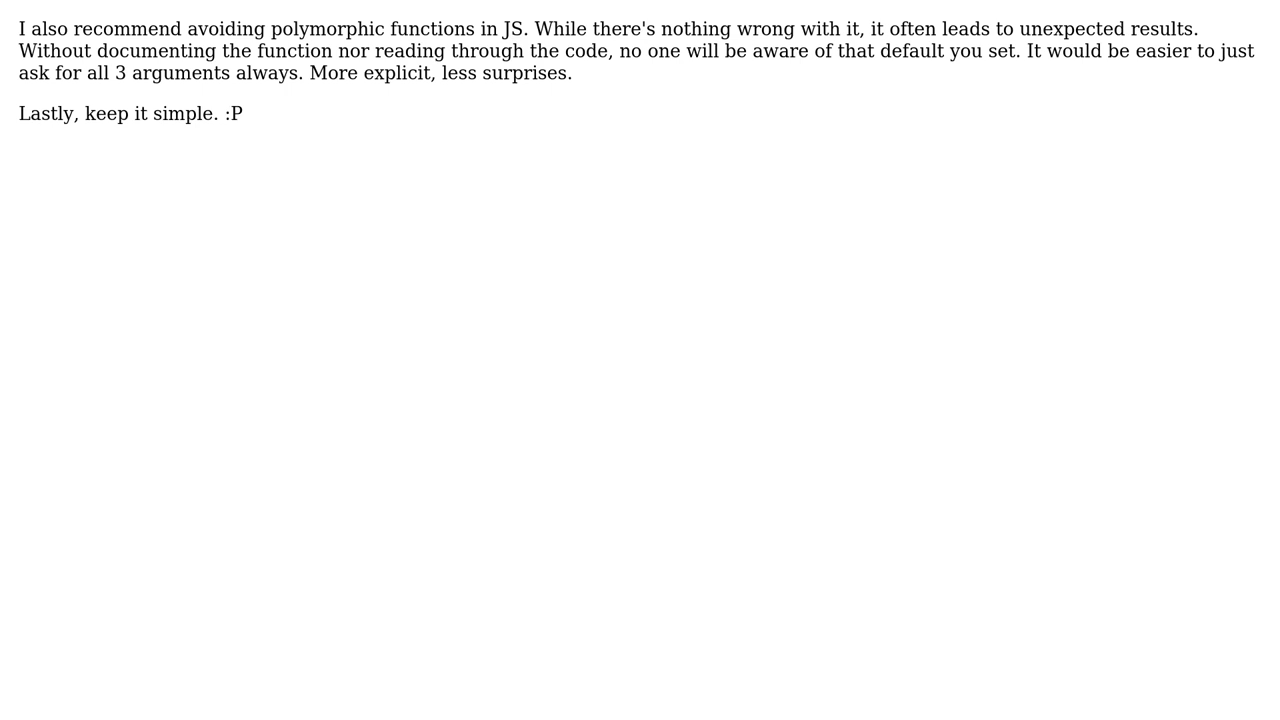 I also recommend avoiding polymorphic functions in JS. While there's nothing wrong with it, it often leads to unexpected results.
Without documenting the function nor reading through the code, no one will be aware of that default you set. It would be easier to just
ask for all 3 arguments always. More explicit, less surprises.
Lastly, keep it simple. :P